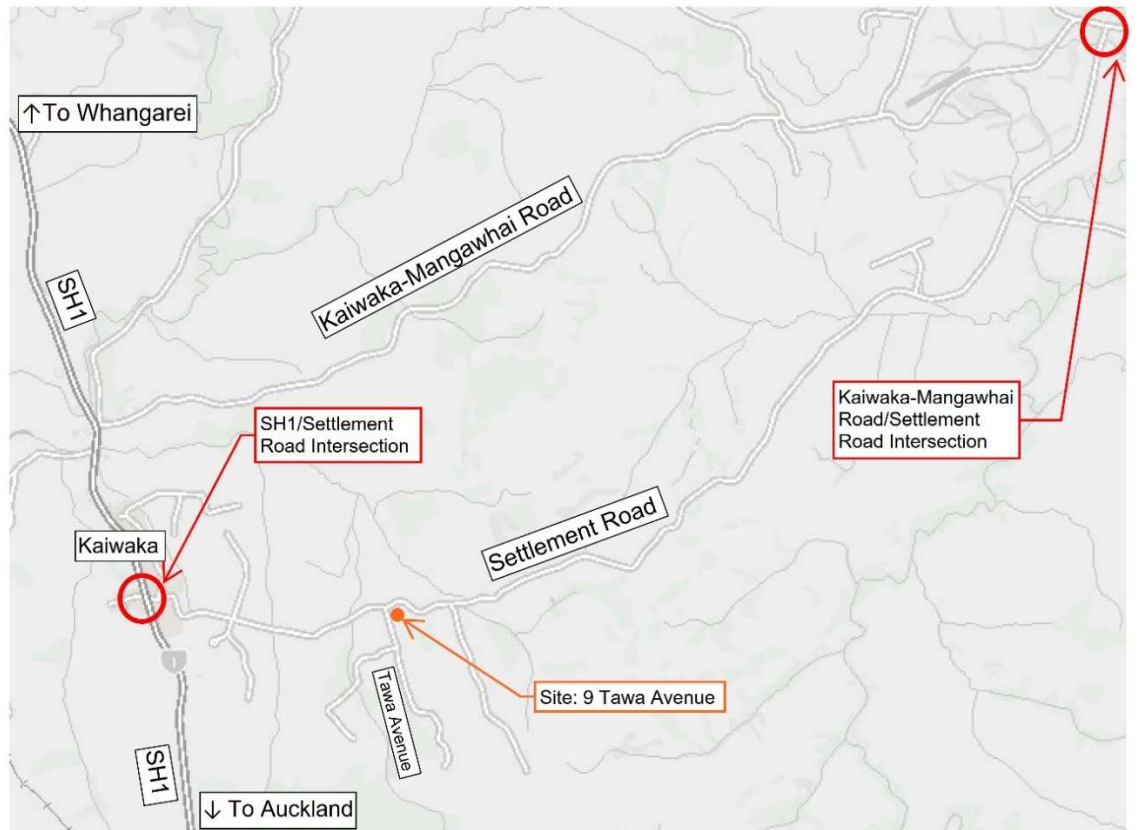 ↑To Whangarei
Kaiwaka-Mangawhai Road
SH1
SH1/Settlement
Road Intersection
Kaiwaka-Mangawhai
Road/Settlement
Road Intersection
Kaiwaka
Settlement Road
1
Site: 9 Tawa Avenue
Tawa Avenue
SH1
↓ To Auckland